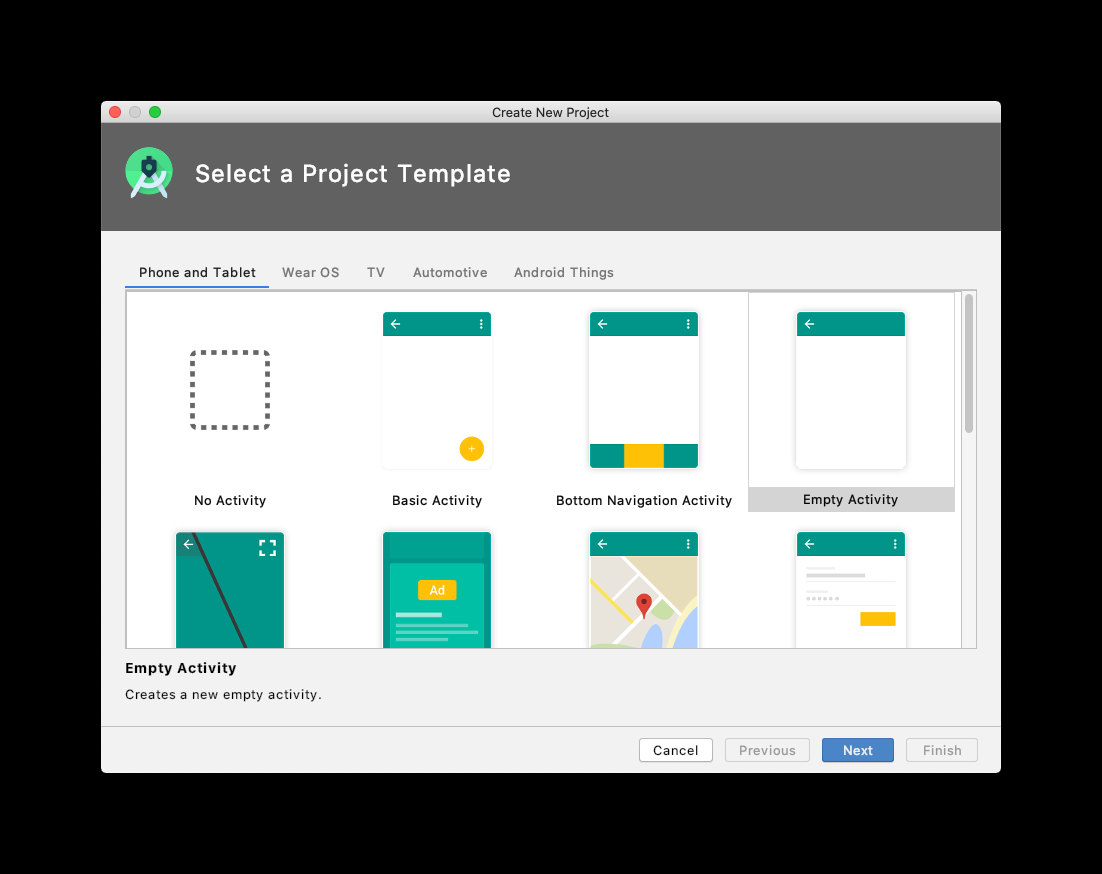 Create New Project
Select a Project Template
Phone and Tablet Wear OS TV Automotive Android Things
No Activity Basic Activity Bottom Navigation Activity Empty Activity
Ad
Empty Activity
Creates a new empty activity.
Cancel Previous Next Finish